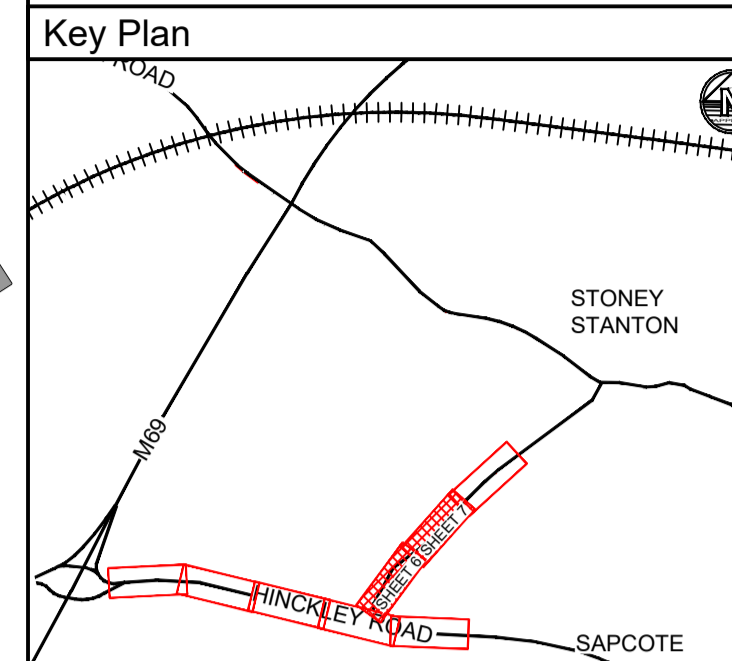 Key Plan
ROAD
N
STONEY
STANTON
M69
SHEET 7
SHEET 6
HINCKLEY ROAD
SAPCOTE